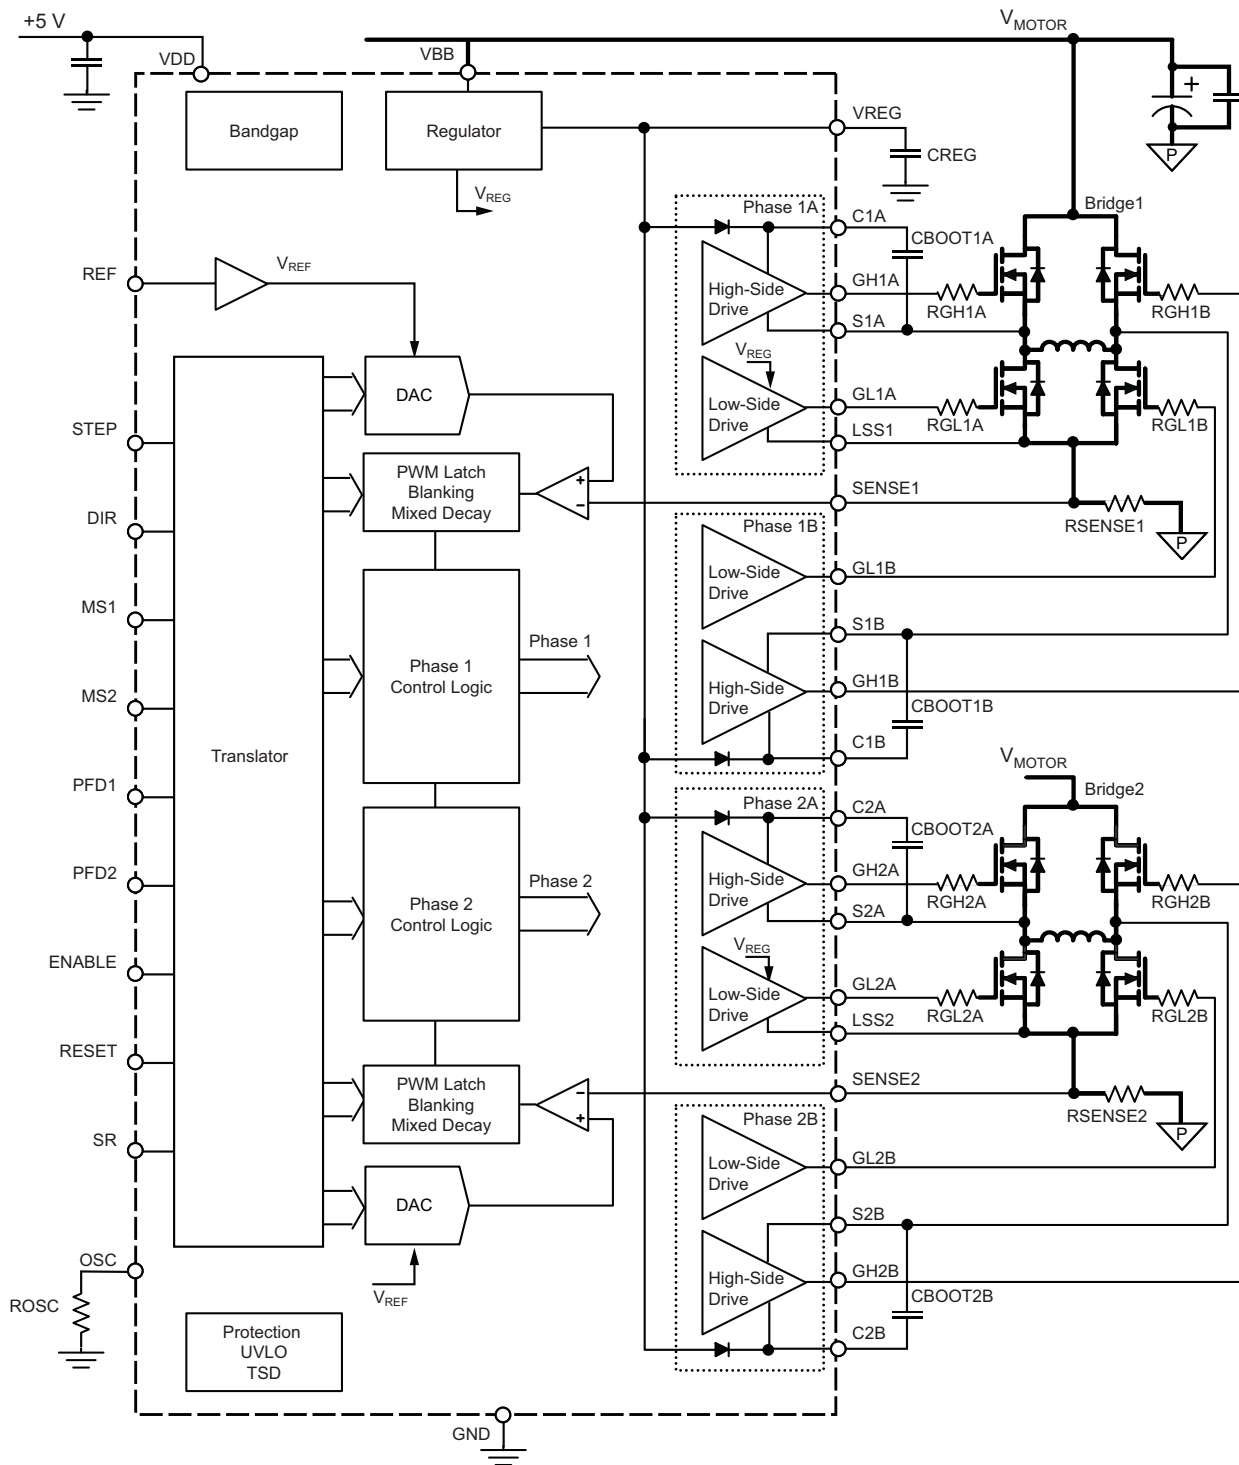 +5 V
VDD
VBB
VMOTOR
+
P
Bandgap
Regulator
VREG
VREG
CREG
REF
VREF
Phase 1A
C1A
CBOOT1A
Bridge1
High-Side
Drive
GH1A
RGH1A
RGH1B
S1A
VREG
Low-Side
Drive
GL1A
RGL1A
RGL1B
LSS1
DAC
STEP
PWM Latch
Blanking
Mixed Decay
+
−
SENSE1
RSENSE1
P
DIR
Phase 1B
Low-Side
Drive
GL1B
MS1
S1B
Phase 1
Control Logic
Phase 1
High-Side
Drive
GH1B
CBOOT1B
C1B
MS2
Translator
VMOTOR
PFD1
Phase 2A
C2A
CBOOT2A
Bridge2
High-Side
Drive
GH2A
RGH2A
RGH2B
S2A
PFD2
Phase 2
Control Logic
Phase 2
VREG
Low-Side
Drive
GL2A
RGL2A
RGL2B
LSS2
ENABLE
RESET
PWM Latch
Blanking
Mixed Decay
−
+
SENSE2
RSENSE2
P
SR
Phase 2B
Low-Side
Drive
GL2B
DAC
S2B
VREF
High-Side
Drive
GH2B
CBOOT2B
C2B
OSC
ROSC
Protection
UVLO
TSD
GND